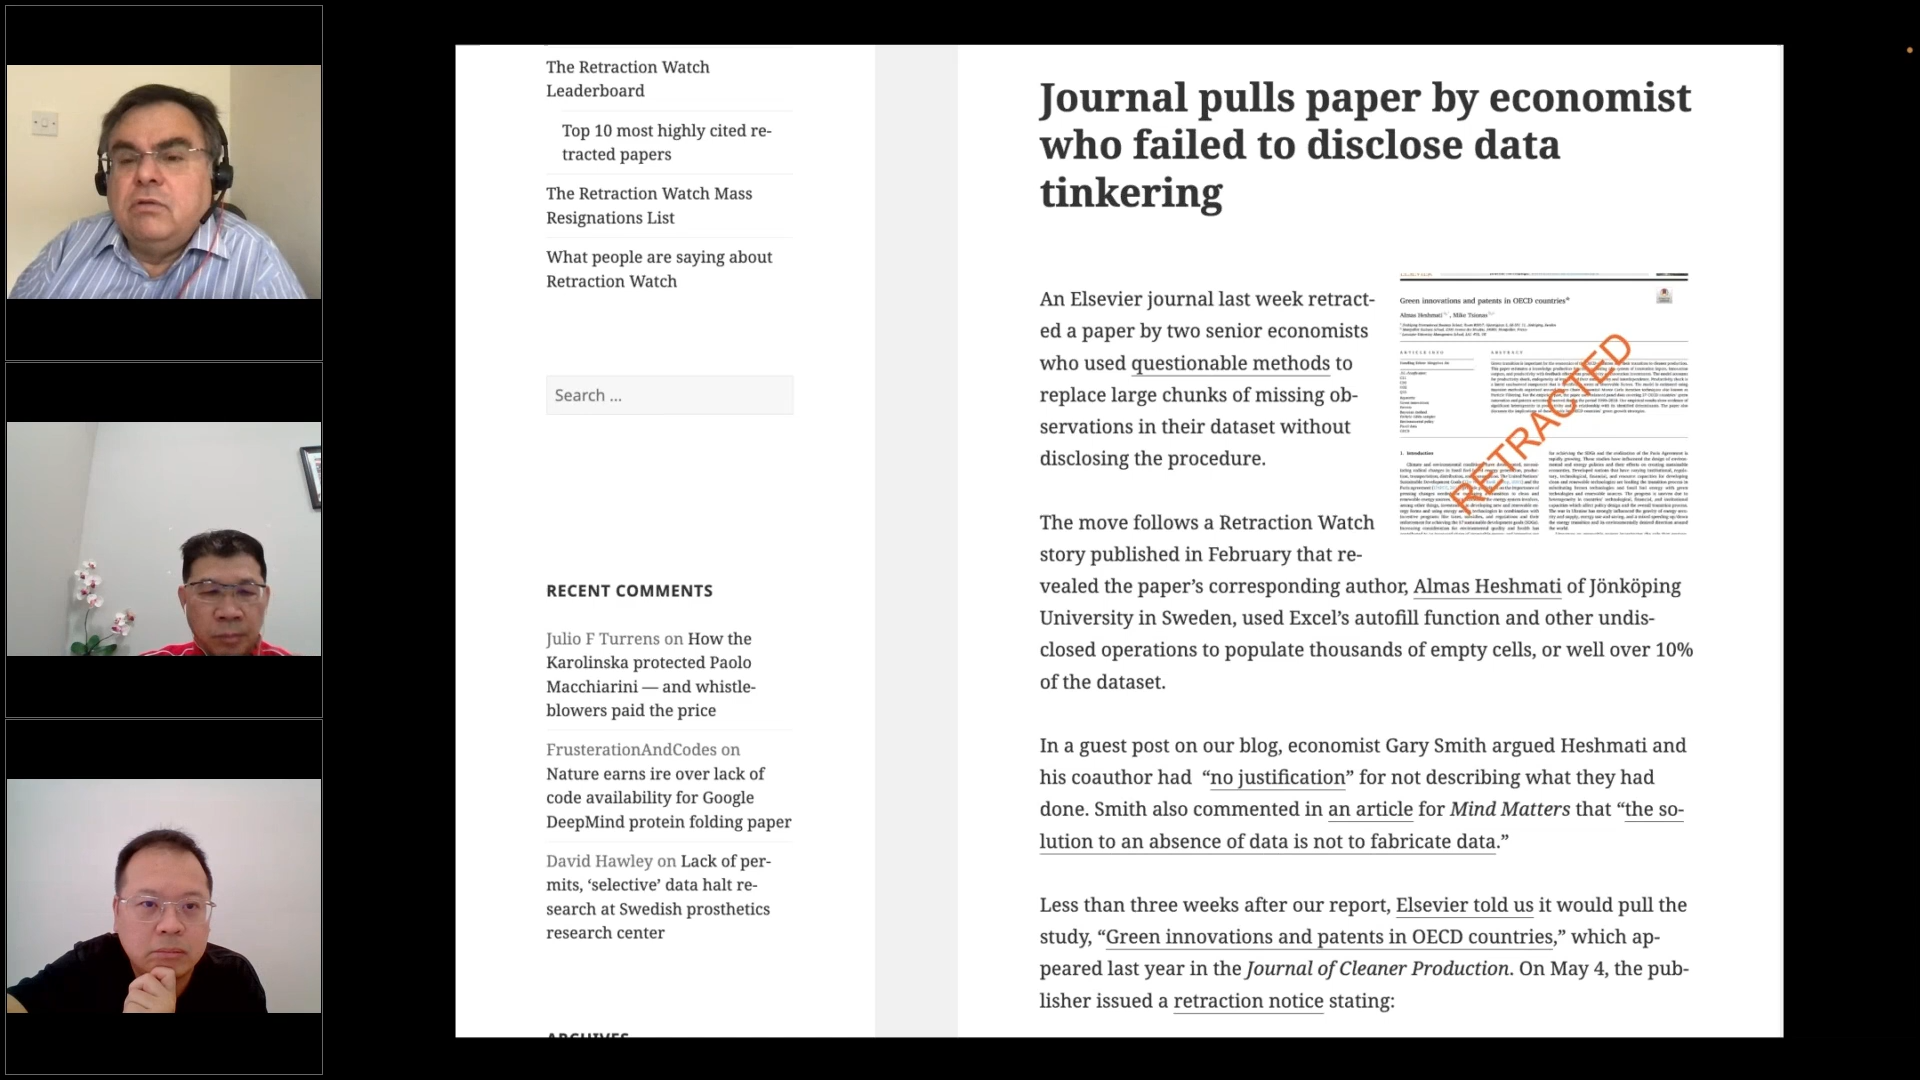 The Retraction Watch
Leaderboard
Top 10 most highly cited re-
tracted papers
The Retraction Watch Mass
Resignations List
What people are saying about
Retraction Watch
Search ...
RECENT COMMENTS
Julio F Turrens on How the
Karolinska protected Paolo
Macchiarini — and whistle-
blowers paid the price
FrusterationAndCodes on
Nature earns ire over lack of
code availability for Google
DeepMind protein folding paper
David Hawley on Lack of per-
mits, ‘selective’ data halt re-
search at Swedish prosthetics
research center
ARCHIVES
Journal pulls paper by economist
who failed to disclose data
tinkering
An Elsevier journal last week retract-
ed a paper by two senior economists
who used questionable methods to
replace large chunks of missing ob-
servations in their dataset without
disclosing the procedure.
Green innovations and patents in OECD countries
Almas Heshmati, Mike Tsionas
ARTICLE INFO
ABSTRACT
1. Introduction
RETRACTED
The move follows a Retraction Watch
story published in February that re-
vealed the paper’s corresponding author, Almas Heshmati of Jönköping
University in Sweden, used Excel’s autofill function and other undis-
closed operations to populate thousands of empty cells, or well over 10%
of the dataset.
In a guest post on our blog, economist Gary Smith argued Heshmati and
his coauthor had “no justification” for not describing what they had
done. Smith also commented in an article for Mind Matters that “the so-
lution to an absence of data is not to fabricate data.”
Less than three weeks after our report, Elsevier told us it would pull the
study, “Green innovations and patents in OECD countries,” which ap-
peared last year in the Journal of Cleaner Production. On May 4, the pub-
lisher issued a retraction notice stating: